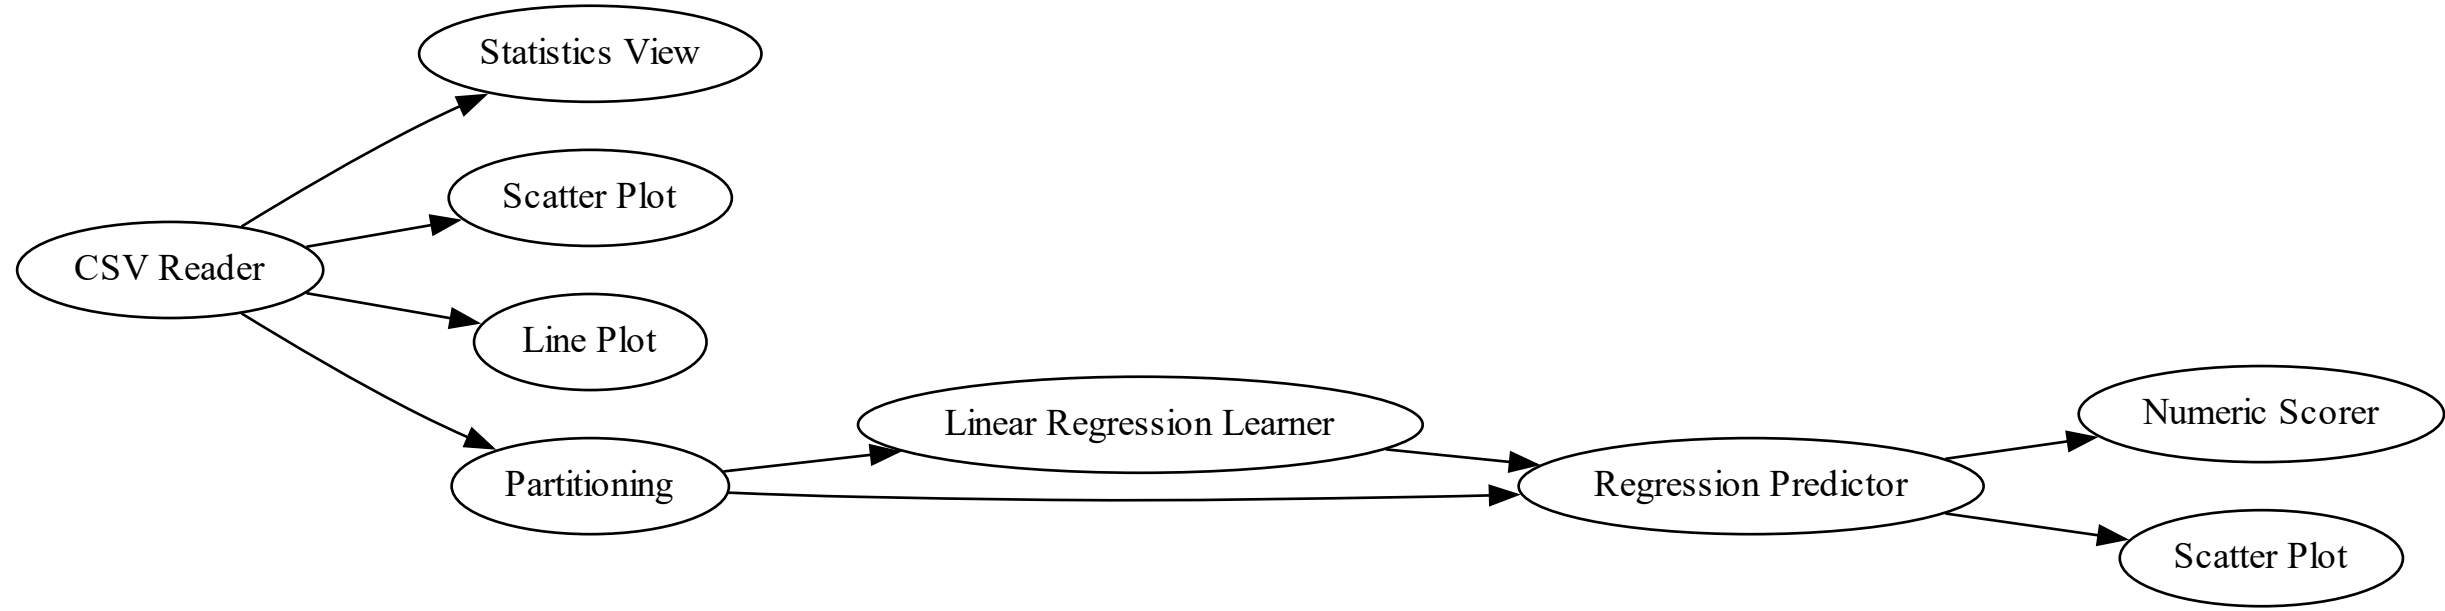 Statistics View
Scatter Plot
CSV Reader
Line Plot
Linear Regression Learner
Partitioning
Regression Predictor
Numeric Scorer
Scatter Plot